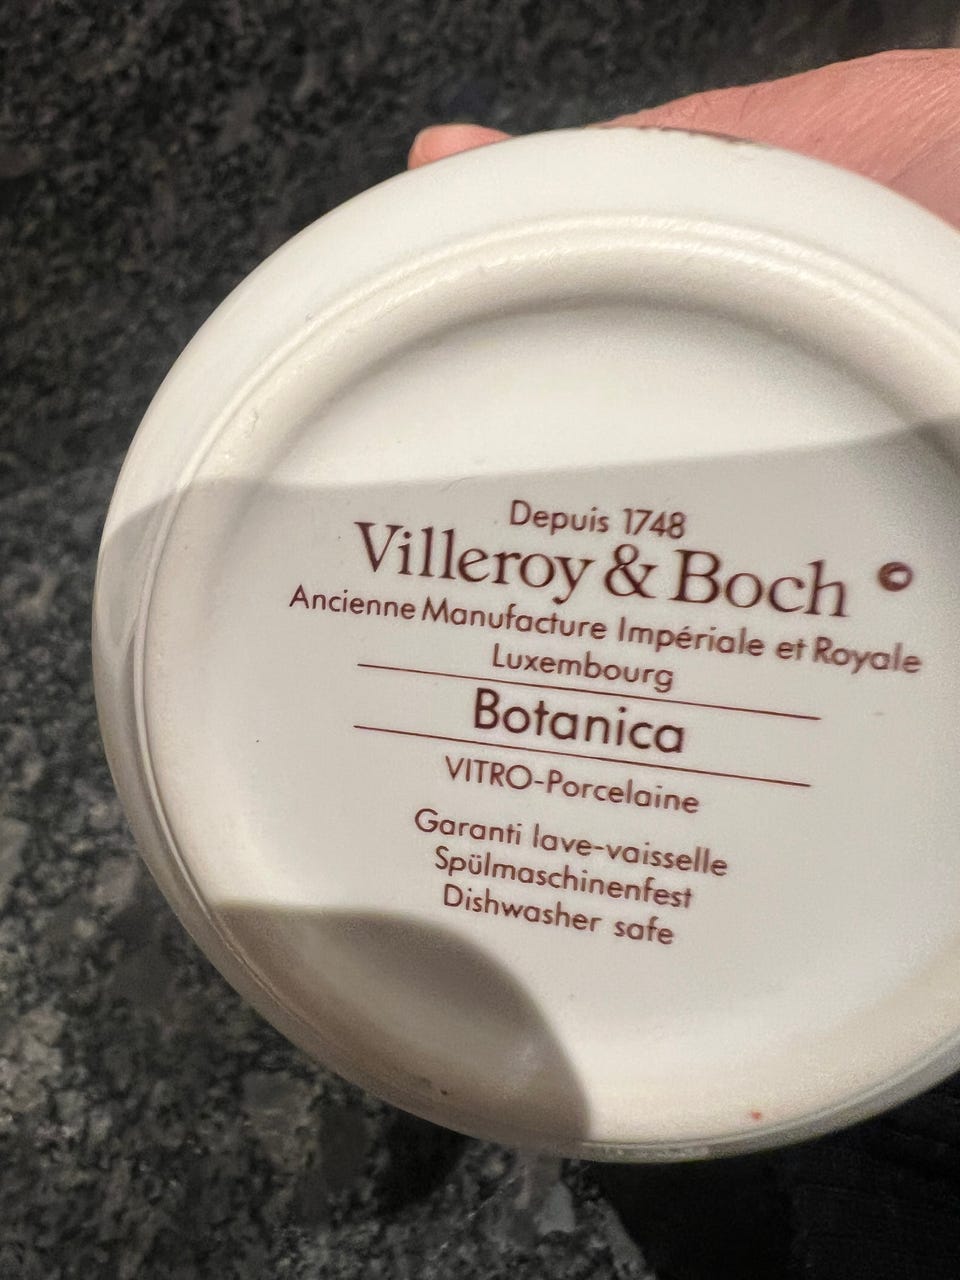 Depuis 1748
Villeroy & Boch ©
Ancienne Manufacture Impériale et Royale
Luxembourg
Botanica
VITRO-Porcelaine
Garanti lave-vaisselle
Spülmaschinenfest
Dishwasher safe